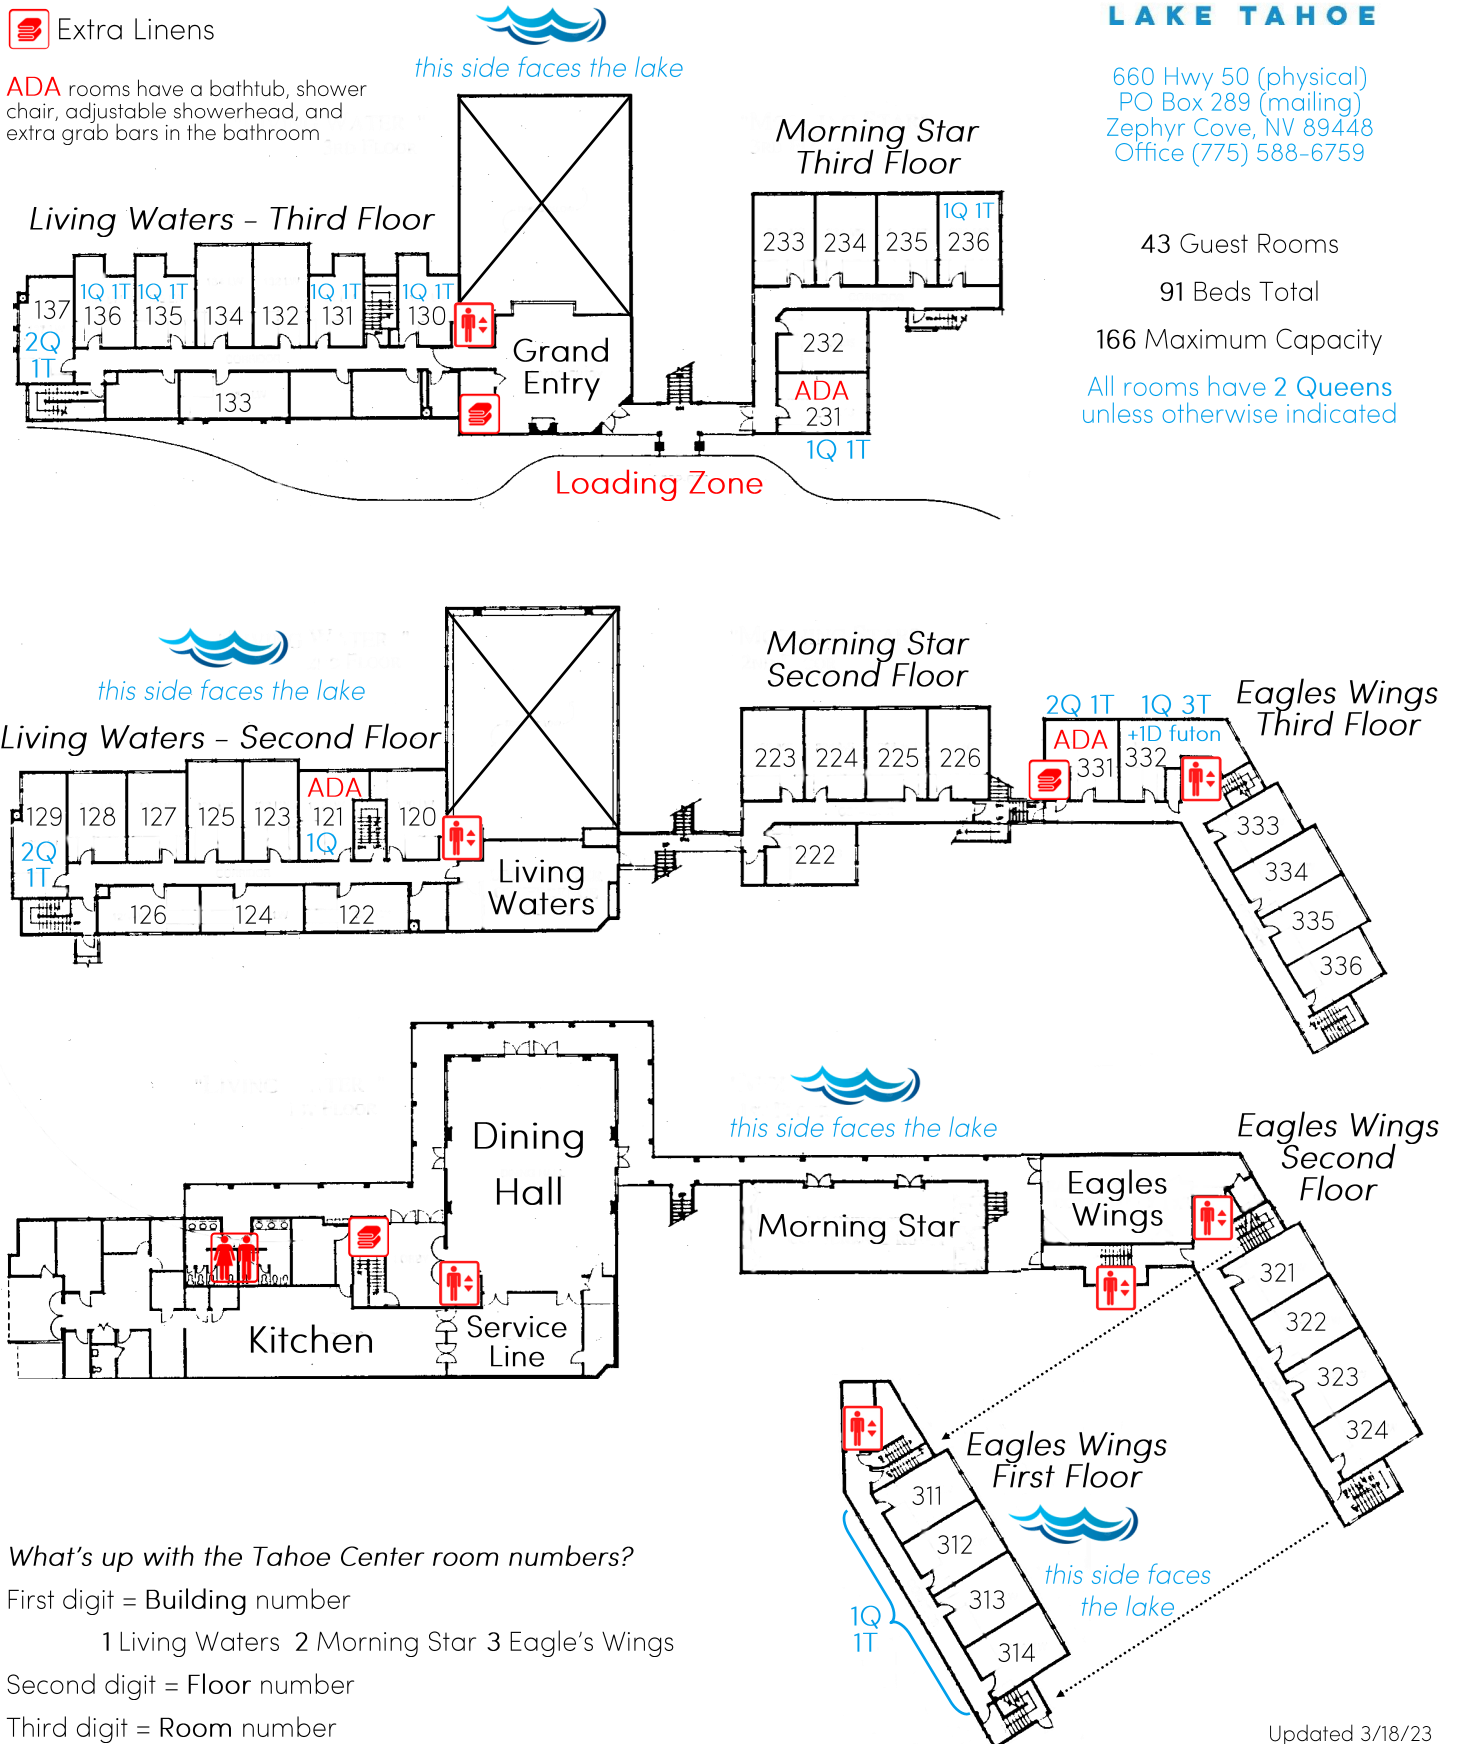 Extra Linens
ADA rooms have a bathtub, shower
chair, adjustable showerhead, and
extra grab bars in the bathroom
this side faces the lake
LAKE TAHOE
660 Hwy 50 (physical)
PO Box 289 (mailing)
Zephyr Cove, NV 89448
Office (775) 588-6759
43 Guest Rooms
91 Beds Total
166 Maximum Capacity
All rooms have 2 Queens
unless otherwise indicated
Morning Star
Third Floor
1Q 1T
233 234 235 236
232
ADA
231
1Q 1T
Living Waters - Third Floor
1Q 1T 1Q 1T 1Q 1T 1Q 1T
137 136 135 134 132 131 130
2Q
1T
133
Grand
Entry
Loading Zone
this side faces the lake
Living Waters - Second Floor
ADA
129 128 127 125 123 121 120
2Q
1T
1Q
126 124 122
Living
Waters
Morning Star
Second Floor
223 224 225 226
222
Eagles Wings
Third Floor
2Q 1T 1Q 3T
+1D futon
ADA
331 332
333
334
335
336
Dining
Hall
Kitchen
Service
Line
this side faces the lake
Morning Star
Eagles
Wings
Eagles Wings
Second
Floor
321
322
323
324
Eagles Wings
First Floor
311
312
313
314
1Q
1T
this side faces
the lake
What's up with the Tahoe Center room numbers?
First digit = Building number
1 Living Waters 2 Morning Star 3 Eagle's Wings
Second digit = Floor number
Third digit = Room number
Updated 3/18/23